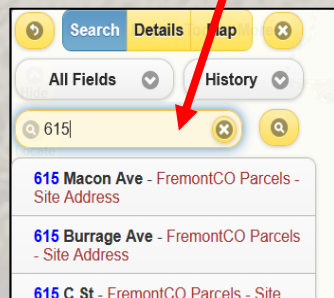 Search Details Map
All Fields History
615
615 Macon Ave - FremontCO Parcels -
Site Address
615 Burrage Ave - FremontCO Parcels
- Site Address
615 C St - FremontCO Parcels - Site